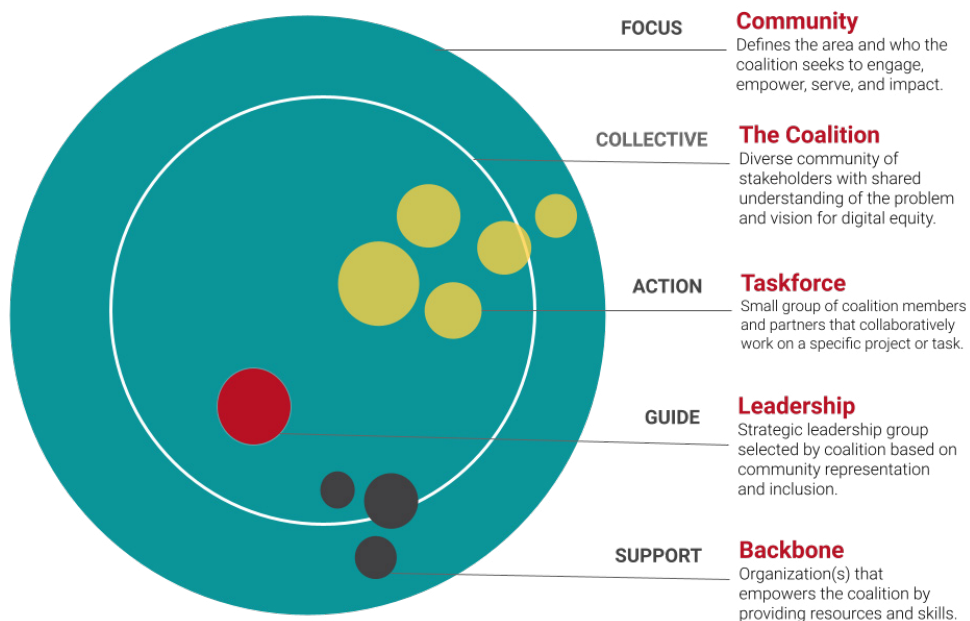 FOCUS
Community
Defines the area and who the
coalition seeks to engage,
empower, serve, and impact.
COLLECTIVE
The Coalition
Diverse community of
stakeholders with shared
understanding of the problem
and vision for digital equity.
ACTION
Taskforce
Small group of coalition members
and partners that collaboratively
work on a specific project or task.
GUIDE
Leadership
Strategic leadership group
selected by coalition based on
community representation
and inclusion.
SUPPORT
Backbone
Organization(s) that
empowers the coalition by
providing resources and skills.